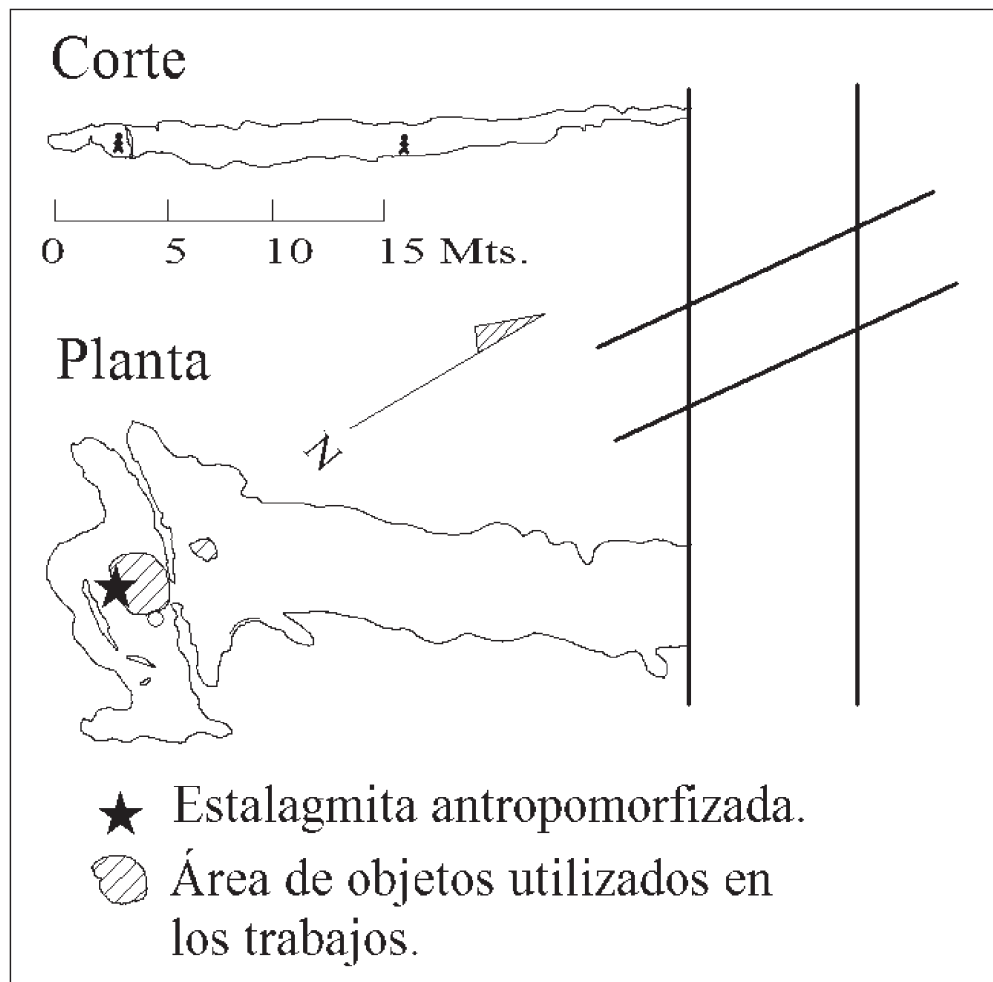 Corte
0 5 10 15 Mts.
Planta
N
Estalagmita antropomorfizada.
Área de objetos utilizados en
los trabajos.